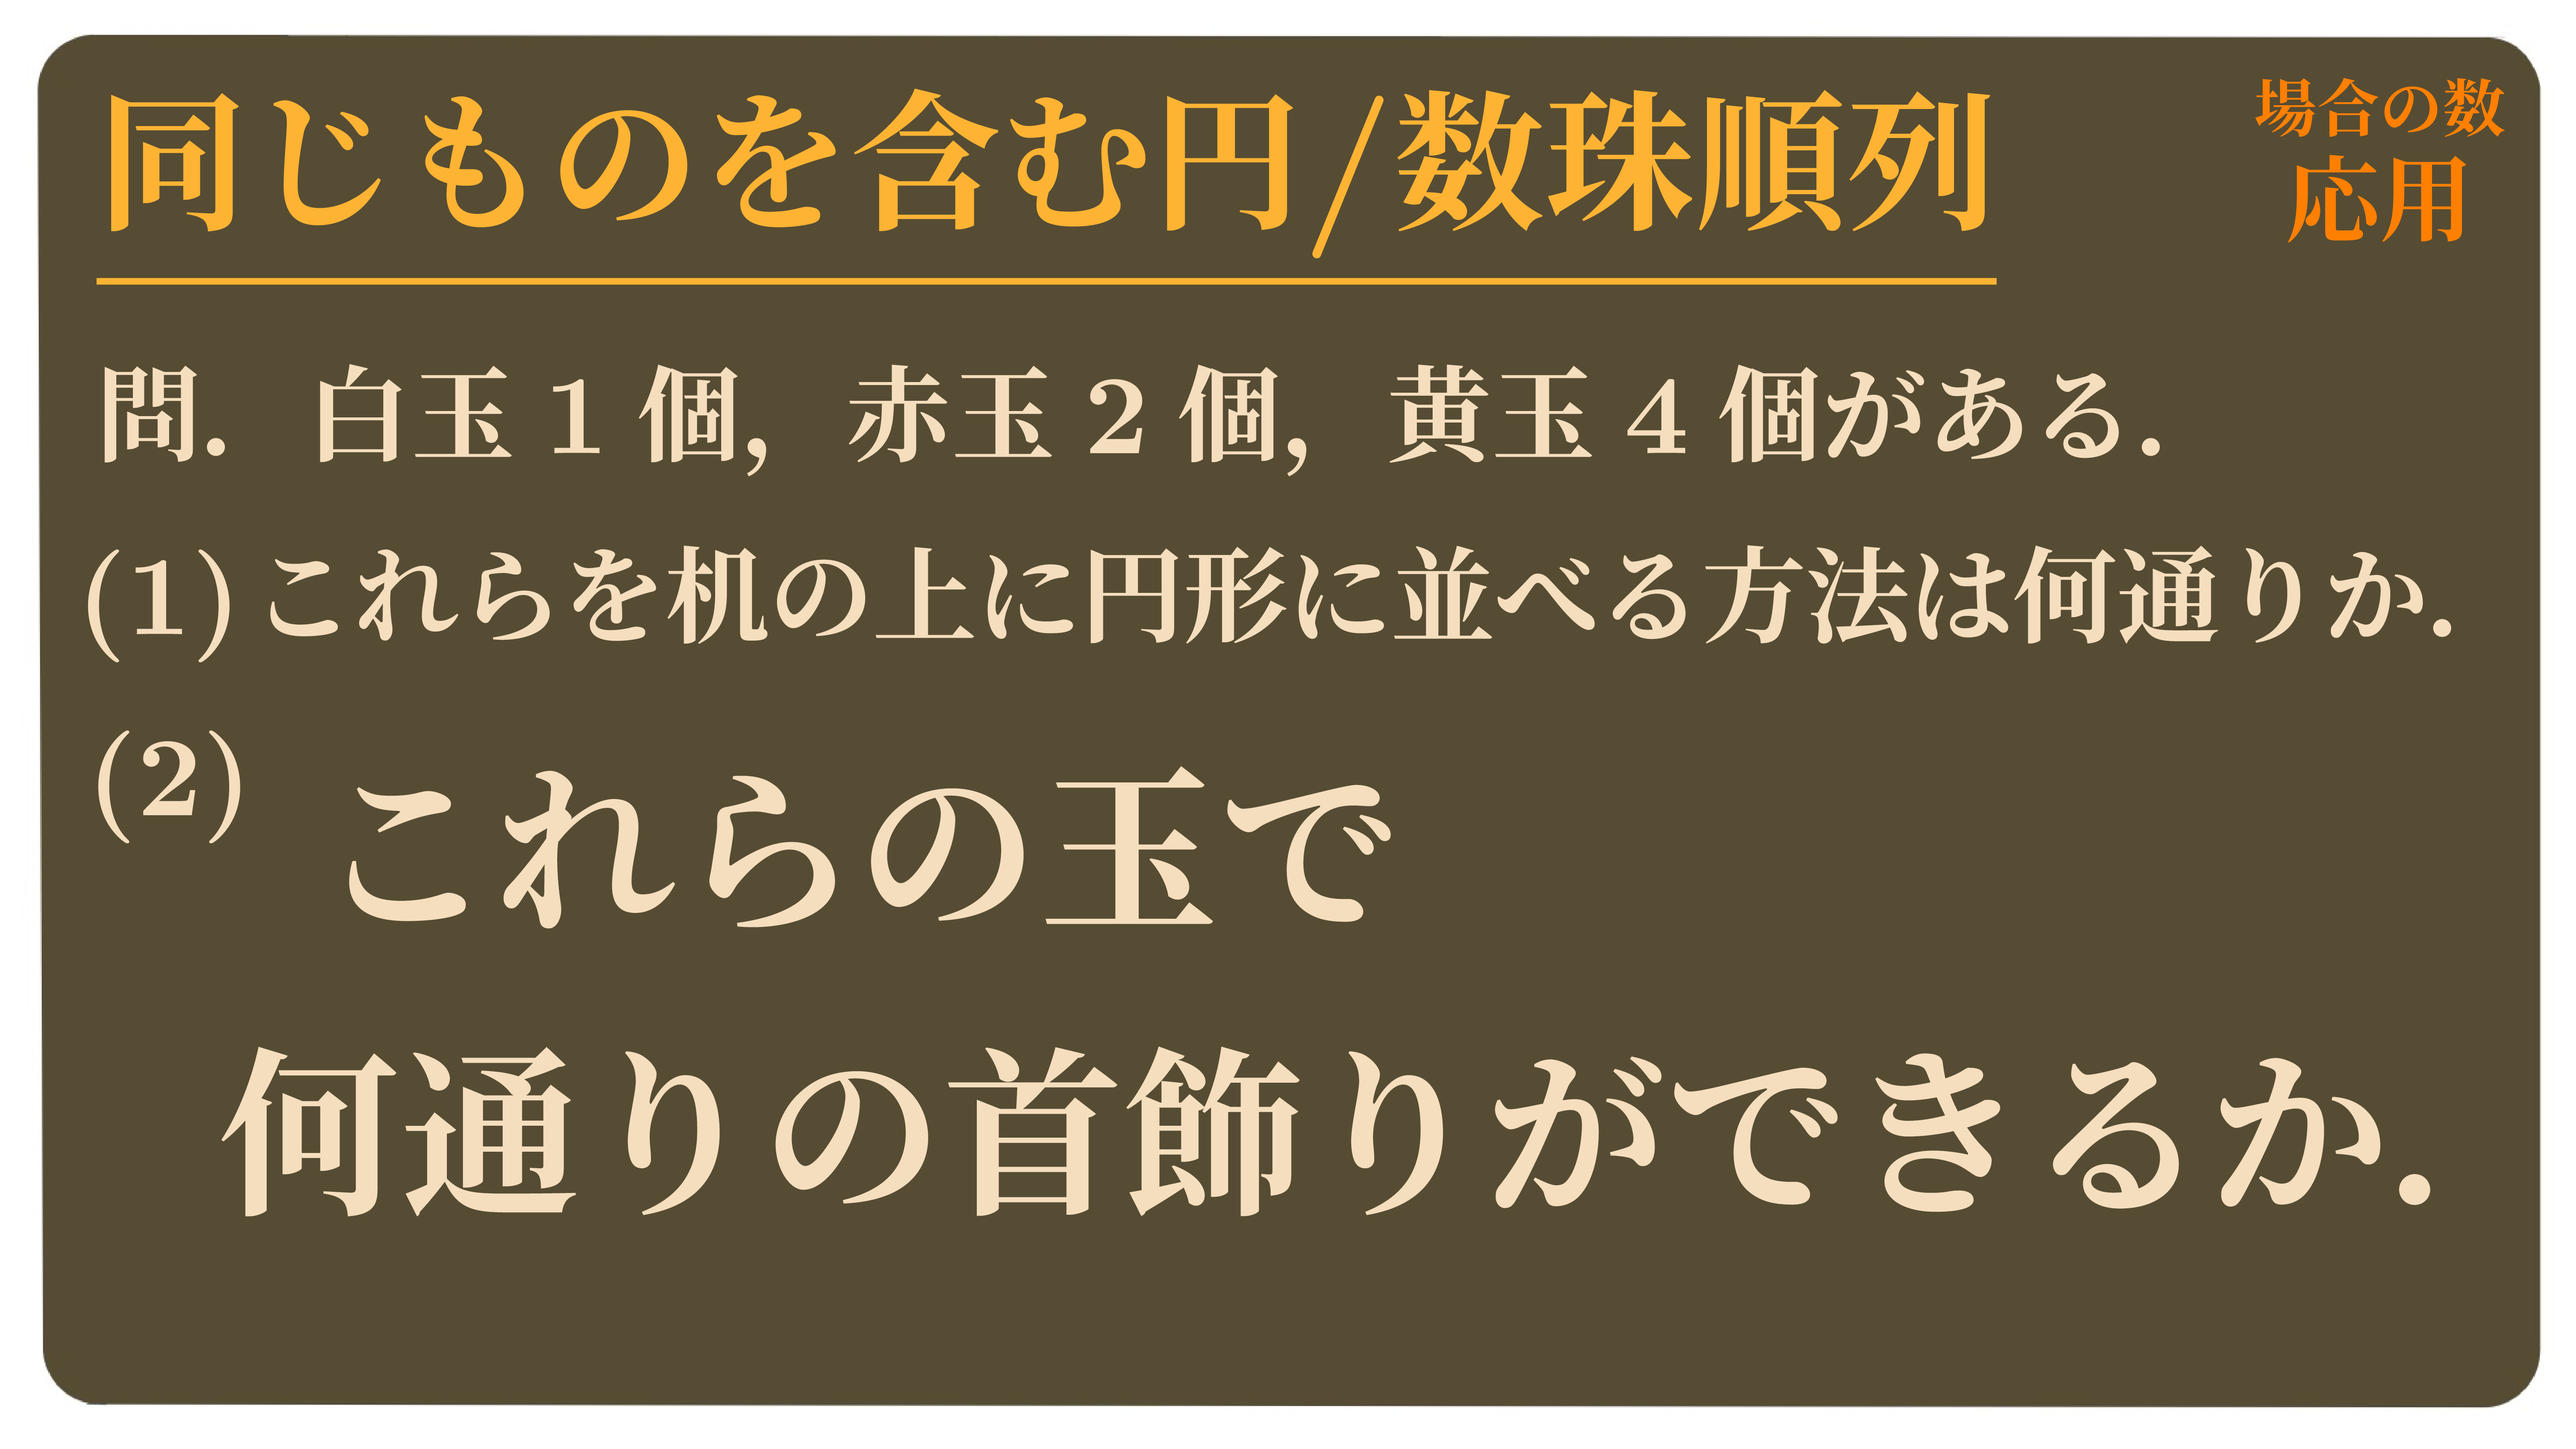 同じものを含む円/数珠順列
場合の数
応用
問. 白玉 1 個, 赤玉 2 個, 黄玉 4 個がある.
(1) これらを机の上に円形に並べる方法は何通りか.
(2) これらの玉で
何通りの首飾りができるか.